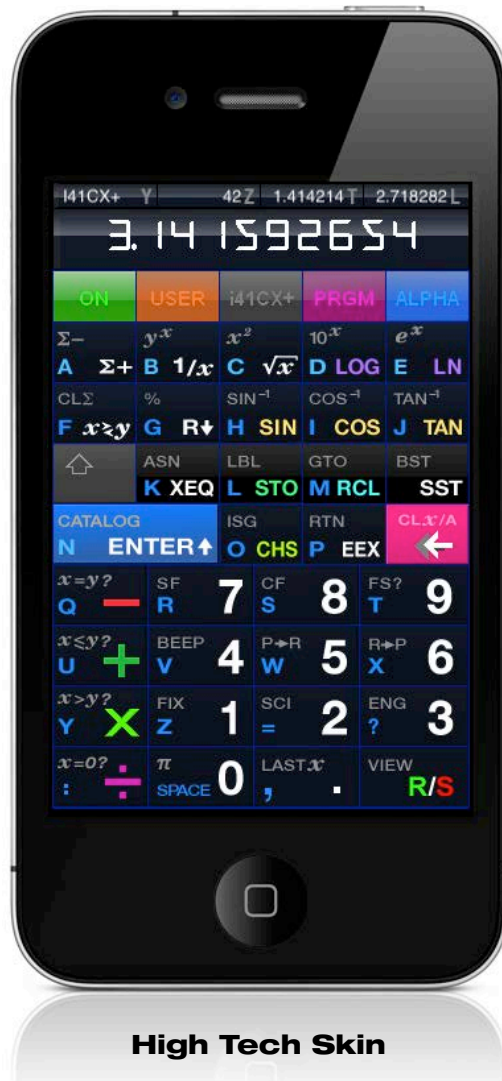 I41CX+ Y 42 Z 1.414214 T 2.718282 L
3.141592654
ON USER i41CX+ PRGM ALPHA
Σ− yˣ x² 10ˣ eˣ
A Σ+ B 1/x C √x D LOG E LN
CLΣ % SIN⁻¹ COS⁻¹ TAN⁻¹
F x≷y G R↓ H SIN I COS J TAN
ASN LBL GTO BST
K XEQ L STO M RCL SST
CATALOG ISG RTN CLx/A
N ENTER↑ O CHS P EEX
x=y? SF CF FS?
Q − R 7 S 8 T 9
x≤y? BEEP P→R R→P
U + V 4 W 5 X 6
x>y? FIX SCI ENG
Y × Z 1 = 2 ? 3
x=0? π LASTx VIEW
: ÷ SPACE 0 , . R/S
High Tech Skin